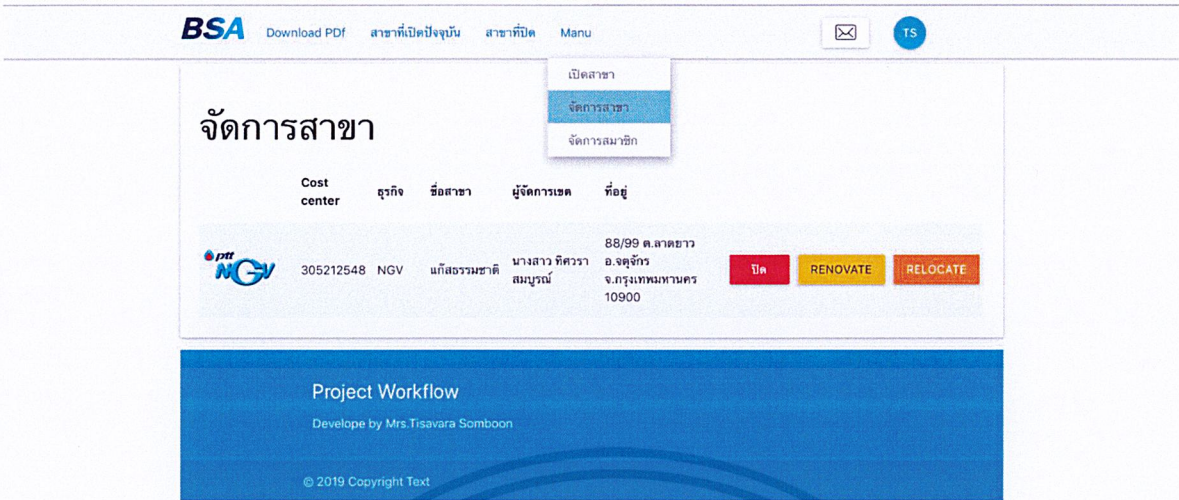 BSA Download PDf สาขาที่เปิดปัจจุบัน สาขาที่ปิด Manu TS
เปิดสาขา
จัดการสาขา
จัดการสมาชิก
จัดการสาขา
Cost center ธุรกิจ ชื่อสาขา ผู้จัดการเขต ที่อยู่
ptt
NGV
305212548 NGV แก๊สธรรมชาติ
นางสาว ทิศวรา
สมบูรณ์
88/99 ต.ลาดยาว
อ.จตุจักร
จ.กรุงเทพมหานคร
10900
ปิด RENOVATE RELOCATE
Project Workflow
Develope by Mrs.Tisavara Somboon
© 2019 Copyright Text